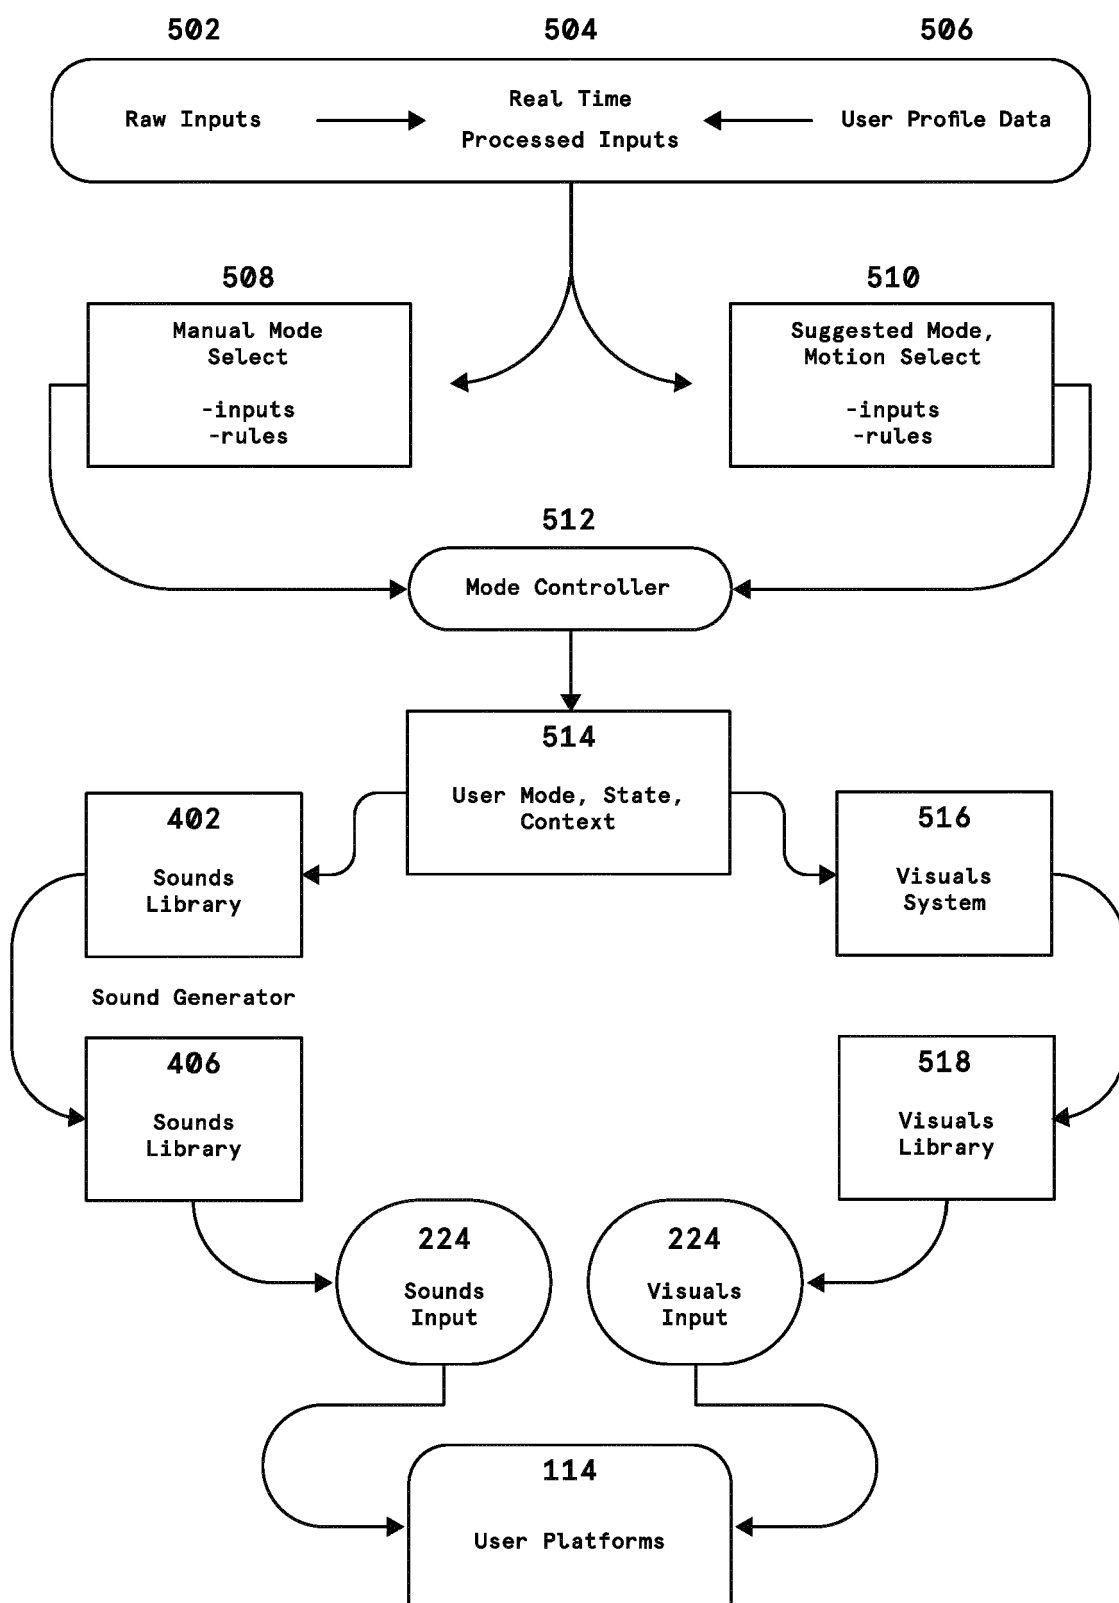 502
504
506
Raw Inputs
Real Time
Processed Inputs
User Profile Data
508
Manual Mode
Select
-inputs
-rules
510
Suggested Mode,
Motion Select
-inputs
-rules
512
Mode Controller
514
User Mode, State,
Context
402
Sounds
Library
516
Visuals
System
Sound Generator
406
Sounds
Library
518
Visuals
Library
224
Sounds
Input
224
Visuals
Input
114
User Platforms